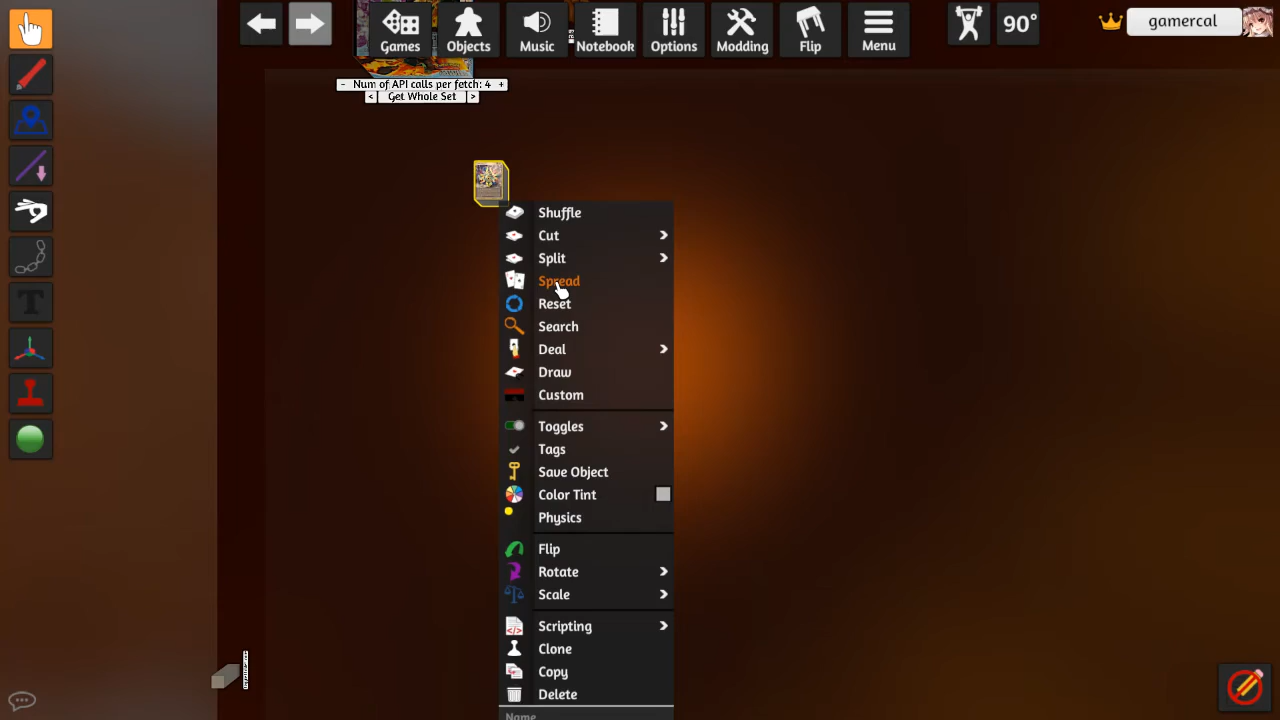 Games
Objects
Music
Notebook
Options
Modding
Flip
Menu
90°
gamercal
- Num of API calls per fetch: 4 +
< Get Whole Set >
Shuffle
Cut
Split
Spread
Reset
Search
Deal
Draw
Custom
Toggles
Tags
Save Object
Color Tint
Physics
Flip
Rotate
Scale
Scripting
Clone
Copy
Delete
Name